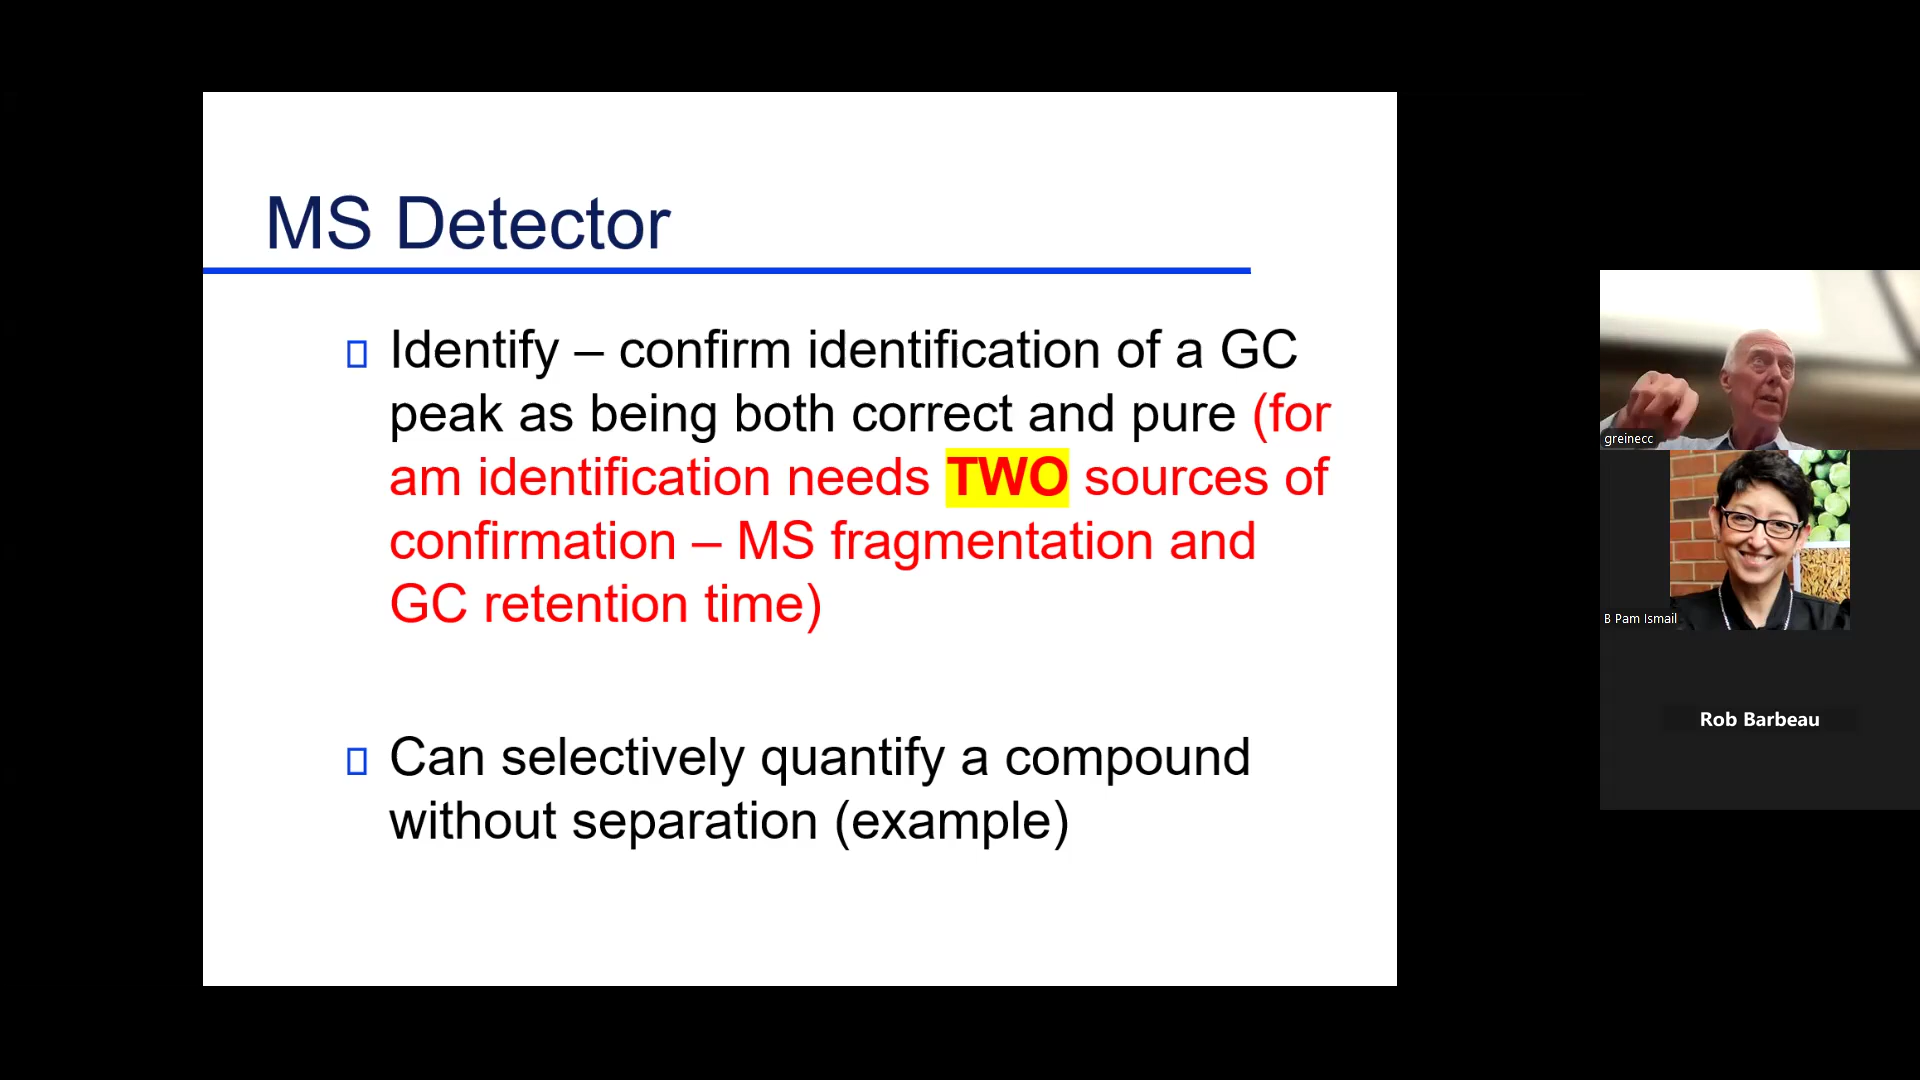 MS Detector
Identify – confirm identification of a GC
peak as being both correct and pure (for
am identification needs TWO sources of
confirmation – MS fragmentation and
GC retention time)
Can selectively quantify a compound
without separation (example)
greinecc
B Pam Ismail
Rob Barbeau